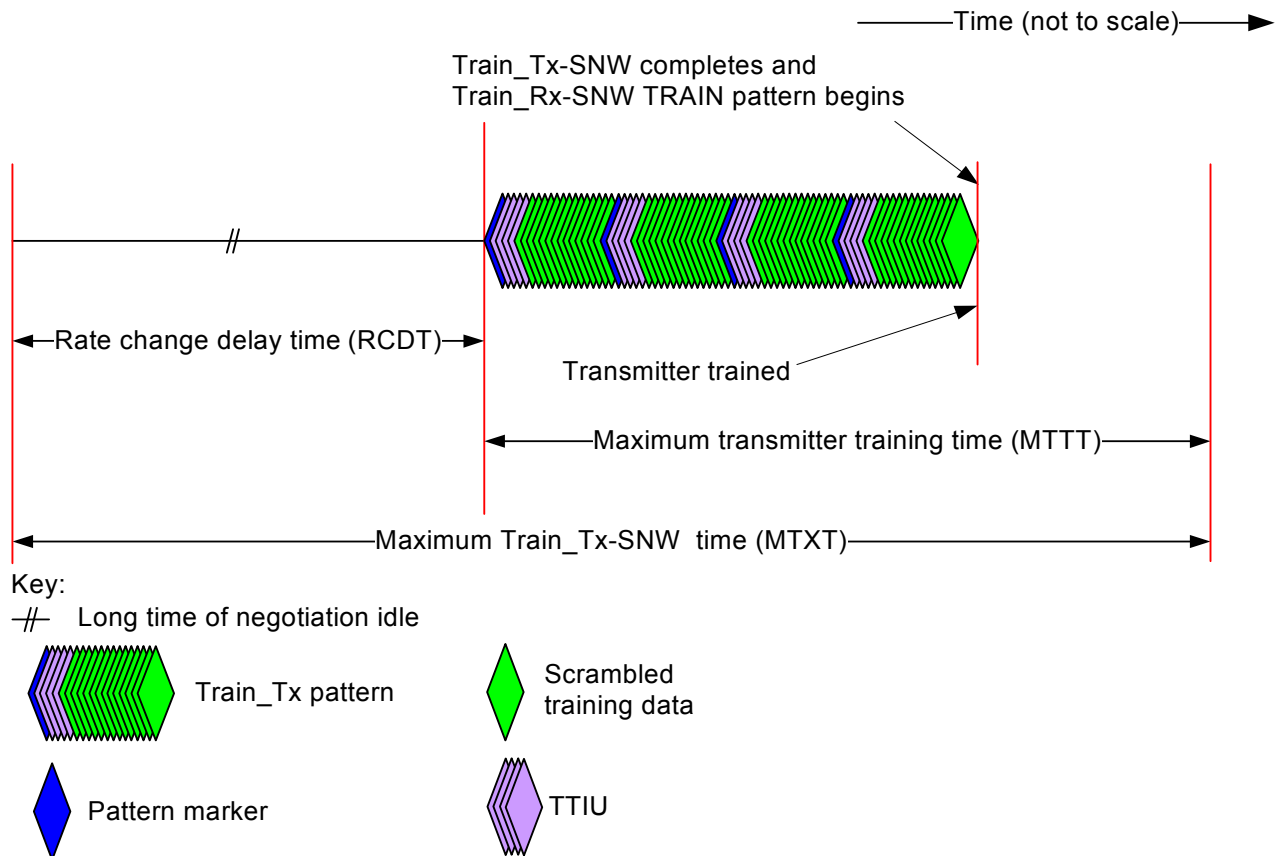 Time (not to scale)
Train_Tx-SNW completes and
Train_Rx-SNW TRAIN pattern begins
Rate change delay time (RCDT)
Transmitter trained
Maximum transmitter training time (MTTT)
Maximum Train_Tx-SNW time (MTXT)
Key:
Long time of negotiation idle
Train_Tx pattern
Scrambled
training data
Pattern marker
TTIU